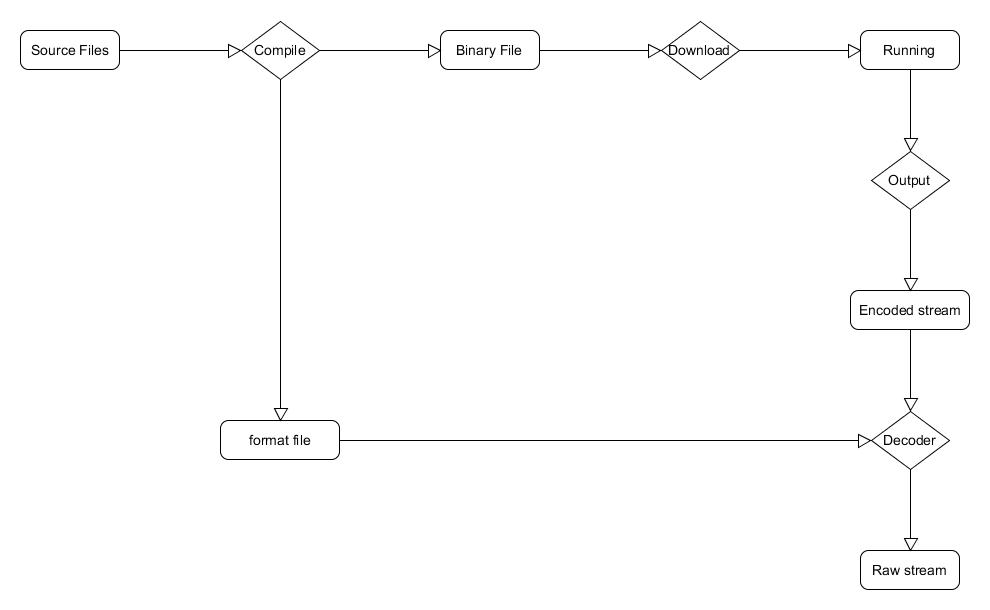 Source Files
Compile
Binary File
Download
Running
Output
Encoded stream
format file
Decoder
Raw stream